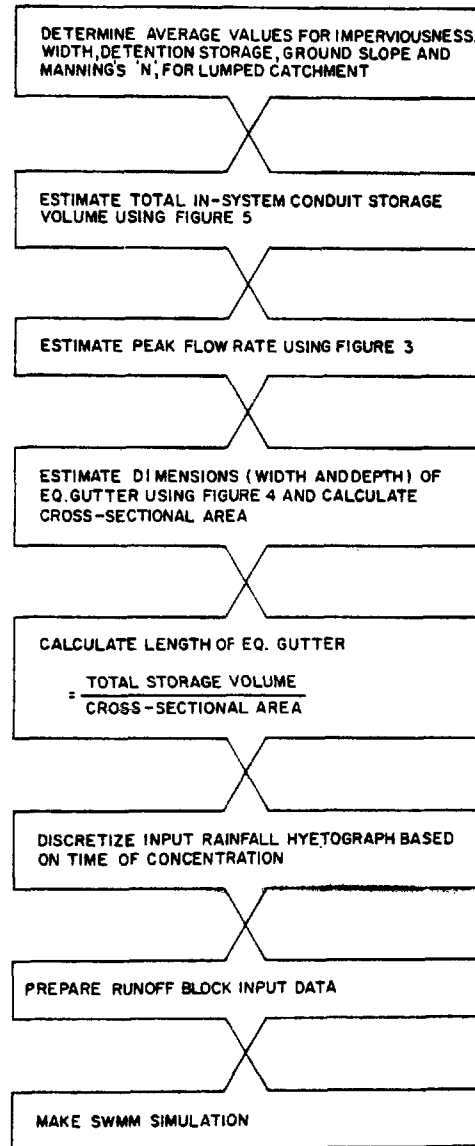 DETERMINE AVERAGE VALUES FOR IMPERVIOUSNESS,
WIDTH, DETENTION STORAGE, GROUND SLOPE AND
MANNING'S 'N', FOR LUMPED CATCHMENT
ESTIMATE TOTAL IN-SYSTEM CONDUIT STORAGE
VOLUME USING FIGURE 5
ESTIMATE PEAK FLOW RATE USING FIGURE 3
ESTIMATE DIMENSIONS (WIDTH AND DEPTH) OF
EQ. GUTTER USING FIGURE 4 AND CALCULATE
CROSS-SECTIONAL AREA
CALCULATE LENGTH OF EQ. GUTTER
= TOTAL STORAGE VOLUME
CROSS-SECTIONAL AREA
DISCRETIZE INPUT RAINFALL HYETOGRAPH BASED
ON TIME OF CONCENTRATION
PREPARE RUNOFF BLOCK INPUT DATA
MAKE SWMM SIMULATION